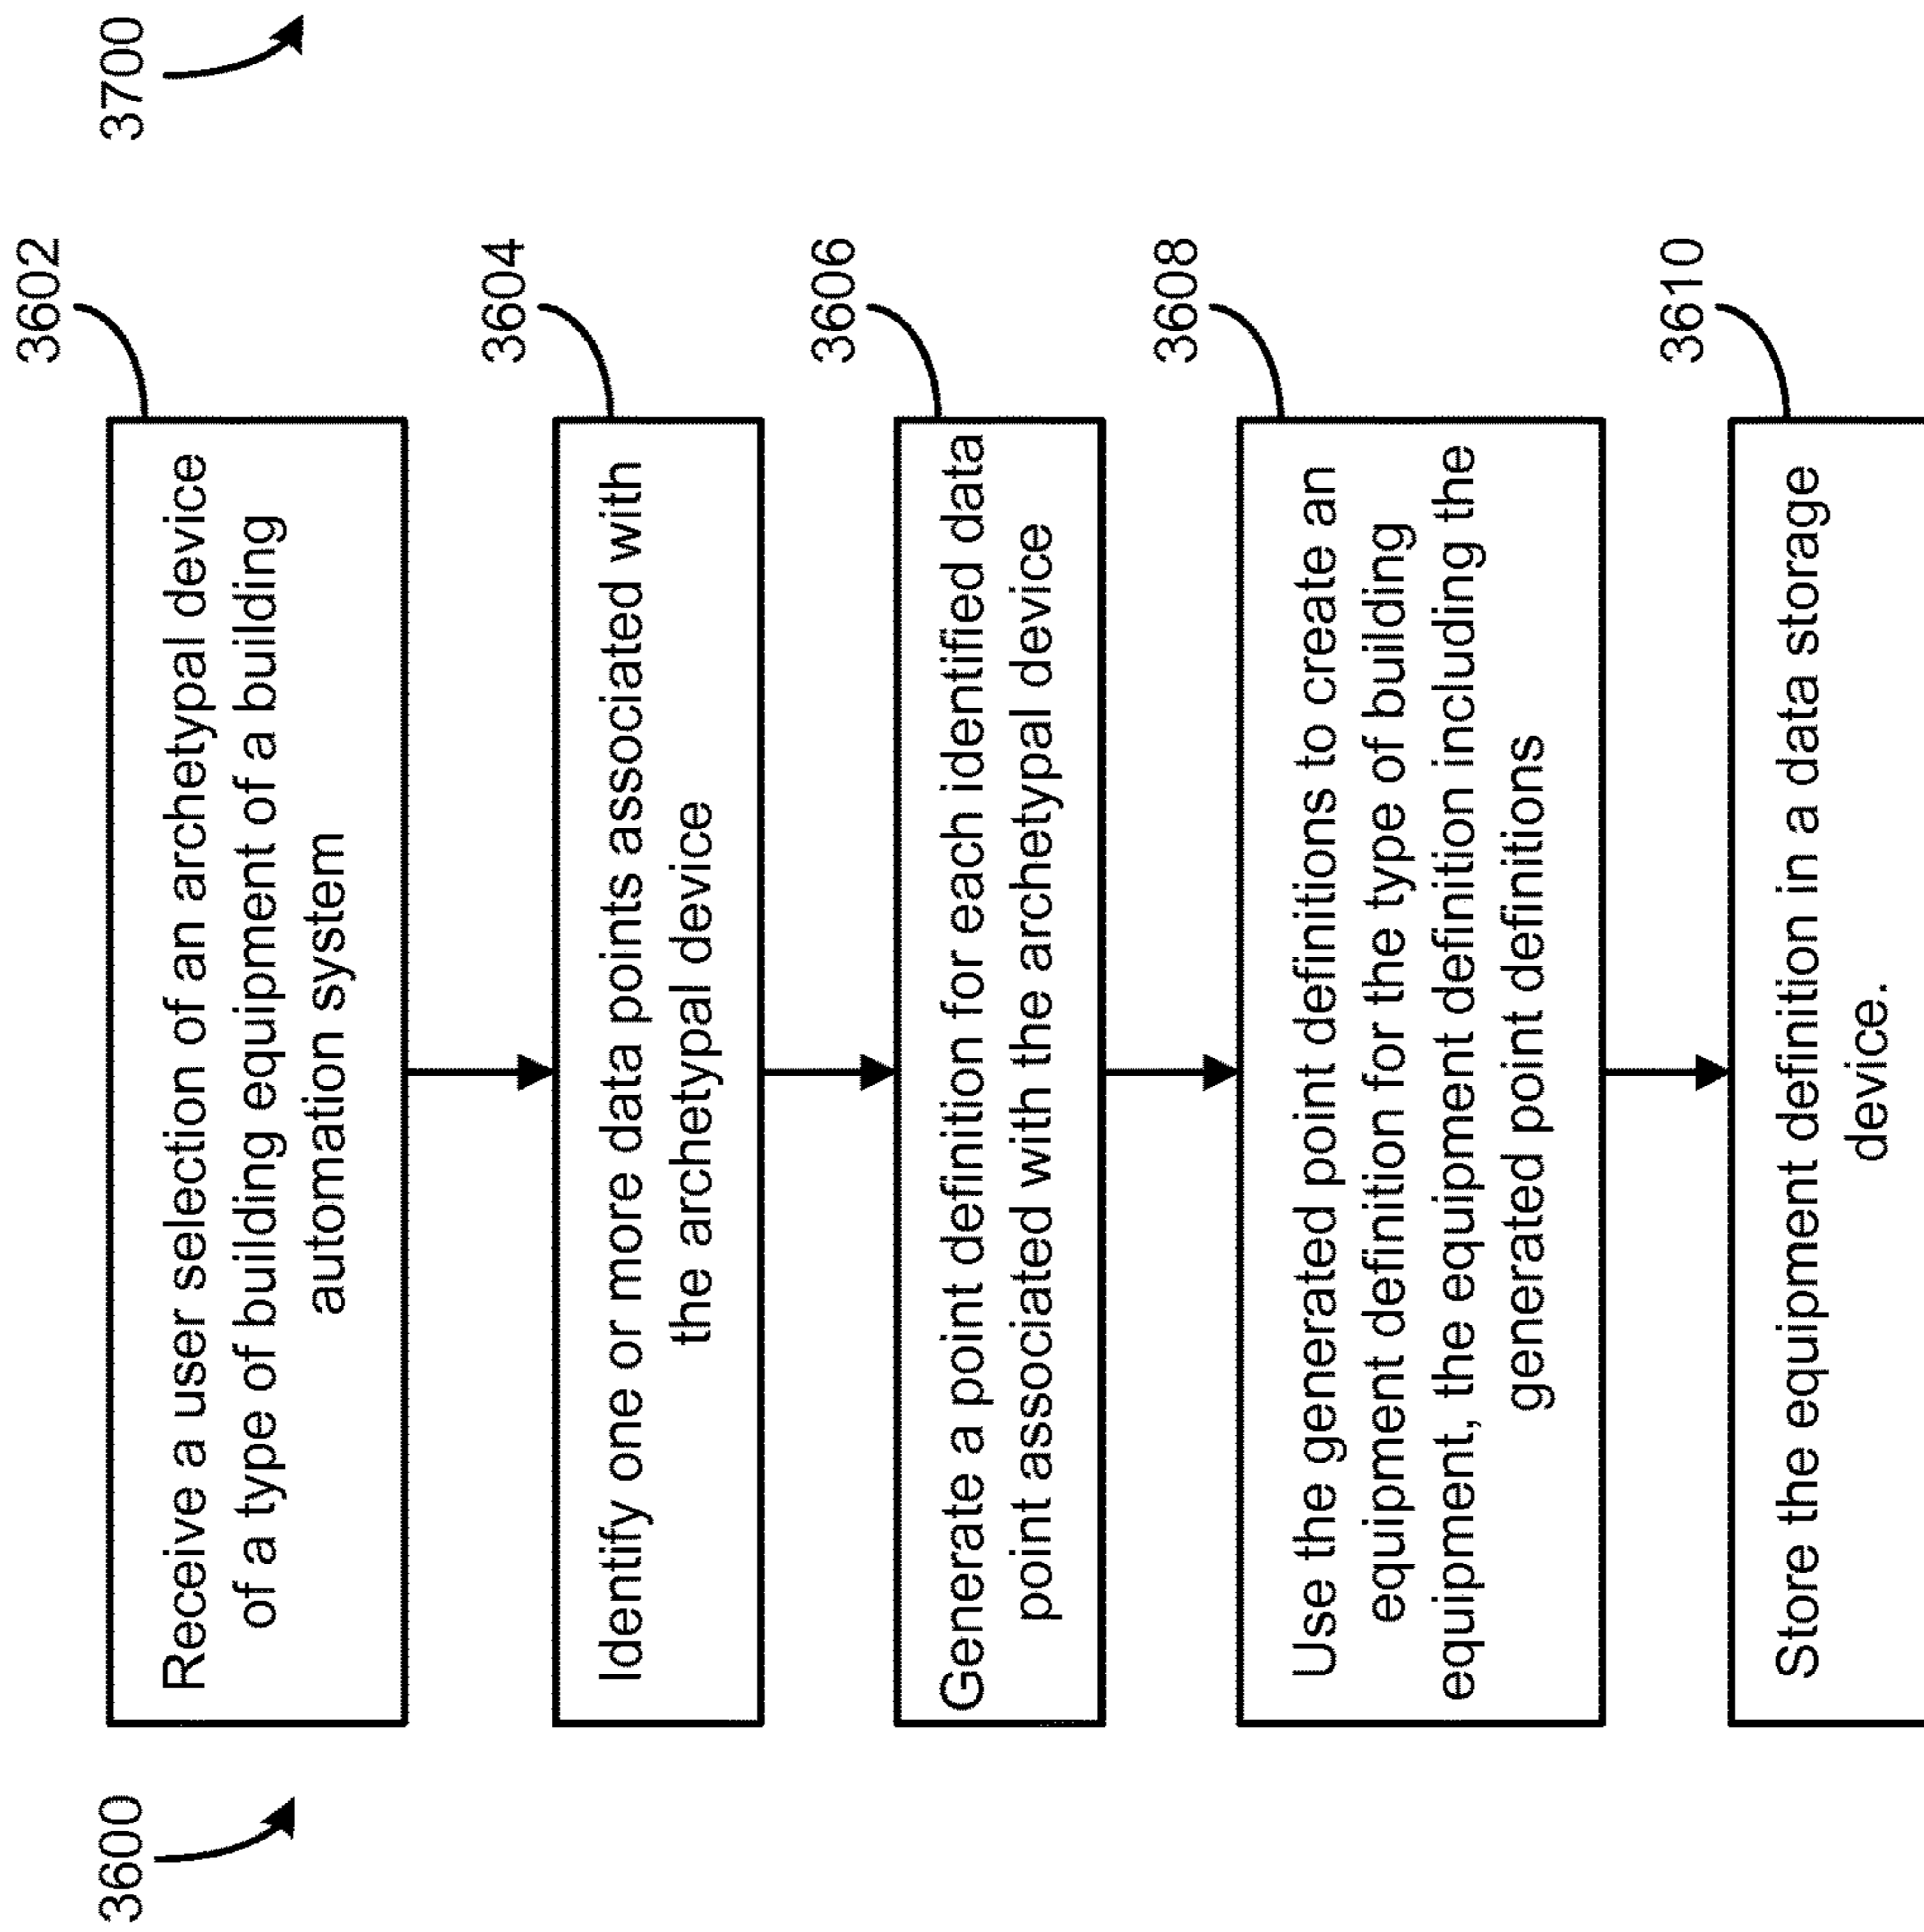 3600
3602
Receive a user selection of an archetypal device
of a type of building equipment of a building
automation system
3604
Identify one or more data points associated with
the archetypal device
3606
Generate a point definition for each identified data
point associated with the archetypal device
3608
Use the generated point definitions to create an
equipment definition for the type of building
equipment, the equipment definition including the
generated point definitions
3610
Store the equipment definition in a data storage
device.
3700